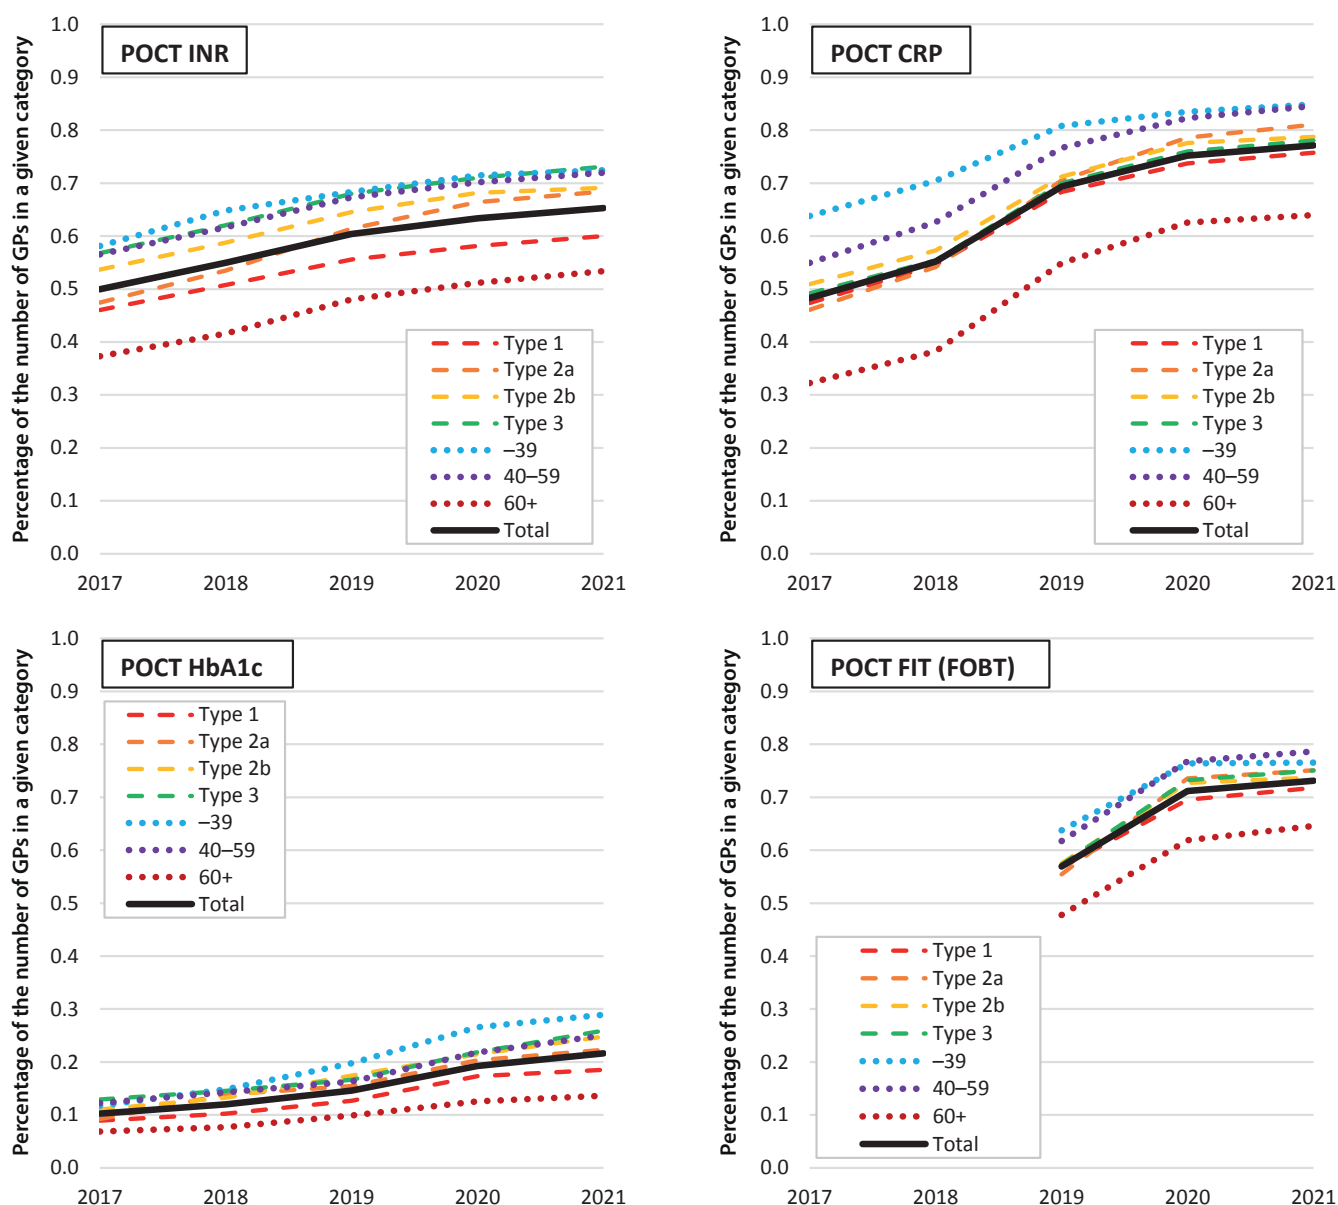 POCT INR
Percentage of the number of GPs in a given category
1.0
0.9
0.8
0.7
0.6
0.5
0.4
0.3
0.2
0.1
0.0
Type 1
Type 2a
Type 2b
Type 3
–39
40–59
60+
Total
2017 2018 2019 2020 2021
POCT CRP
Percentage of the number of GPs in a given category
1.0
0.9
0.8
0.7
0.6
0.5
0.4
0.3
0.2
0.1
0.0
Type 1
Type 2a
Type 2b
Type 3
–39
40–59
60+
Total
2017 2018 2019 2020 2021
POCT HbA1c
Percentage of the number of GPs in a given category
1.0
0.9
0.8
0.7
0.6
0.5
0.4
0.3
0.2
0.1
0.0
Type 1
Type 2a
Type 2b
Type 3
–39
40–59
60+
Total
2017 2018 2019 2020 2021
POCT FIT (FOBT)
Percentage of the number of GPs in a given category
1.0
0.9
0.8
0.7
0.6
0.5
0.4
0.3
0.2
0.1
0.0
Type 1
Type 2a
Type 2b
Type 3
–39
40–59
60+
Total
2017 2018 2019 2020 2021